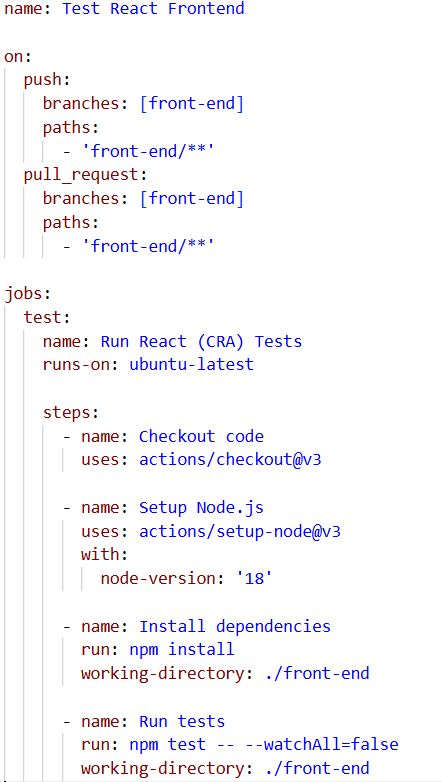 name: Test React Frontend
on:
push:
branches: [front-end]
paths:
- 'front-end/**'
pull_request:
branches: [front-end]
paths:
- 'front-end/**'
jobs:
test:
name: Run React (CRA) Tests
runs-on: ubuntu-latest
steps:
- name: Checkout code
uses: actions/checkout@v3
- name: Setup Node.js
uses: actions/setup-node@v3
with:
node-version: '18'
- name: Install dependencies
run: npm install
working-directory: ./front-end
- name: Run tests
run: npm test -- --watchAll=false
working-directory: ./front-end